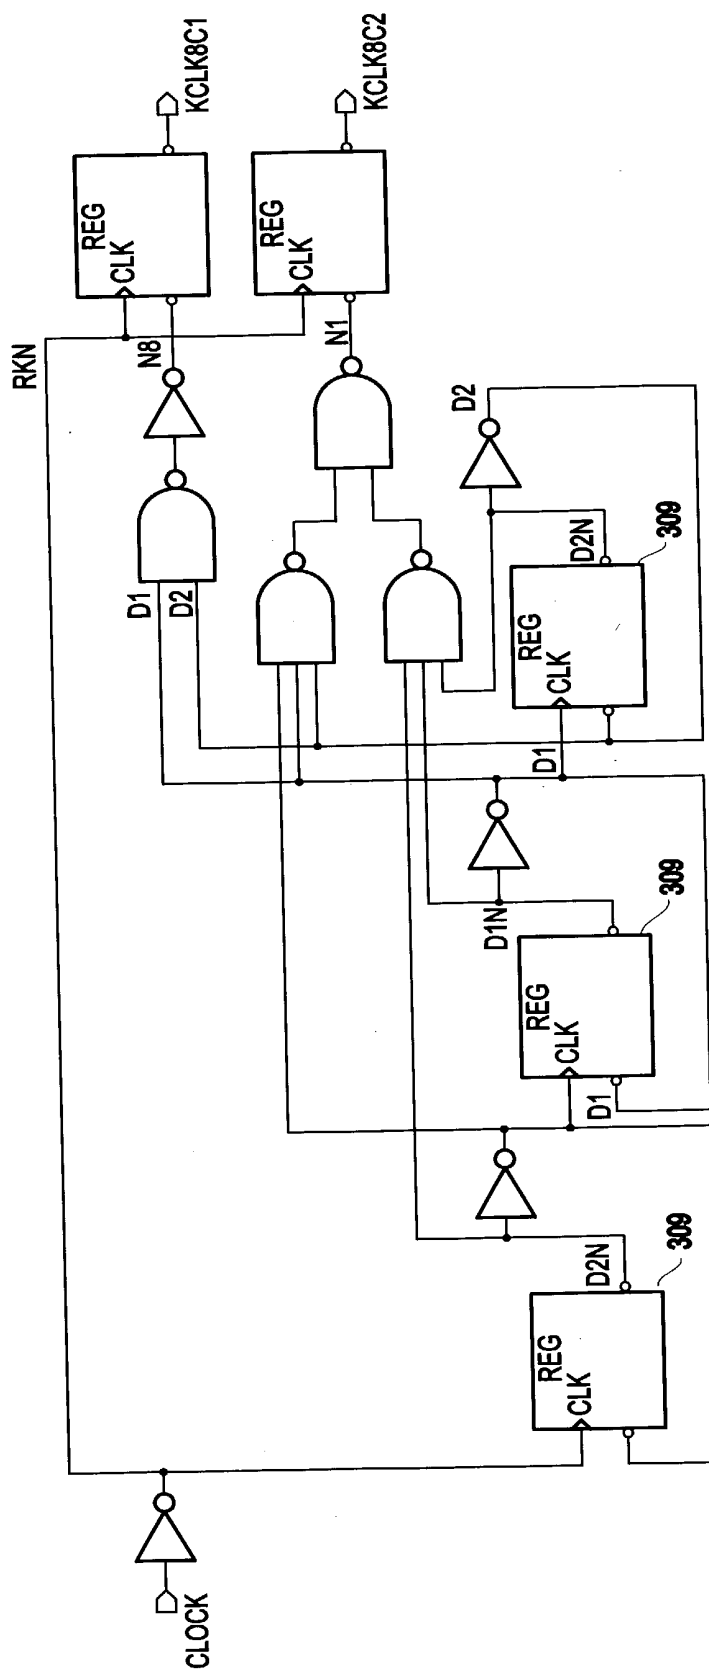 CLOCK
RKN
REG
CLK
KCLK8C1
REG
CLK
KCLK8C2
N8
N1
D1
D2
D2
REG
CLK
D2N
309
D1
REG
CLK
D1N
309
D1
REG
CLK
D2N
309